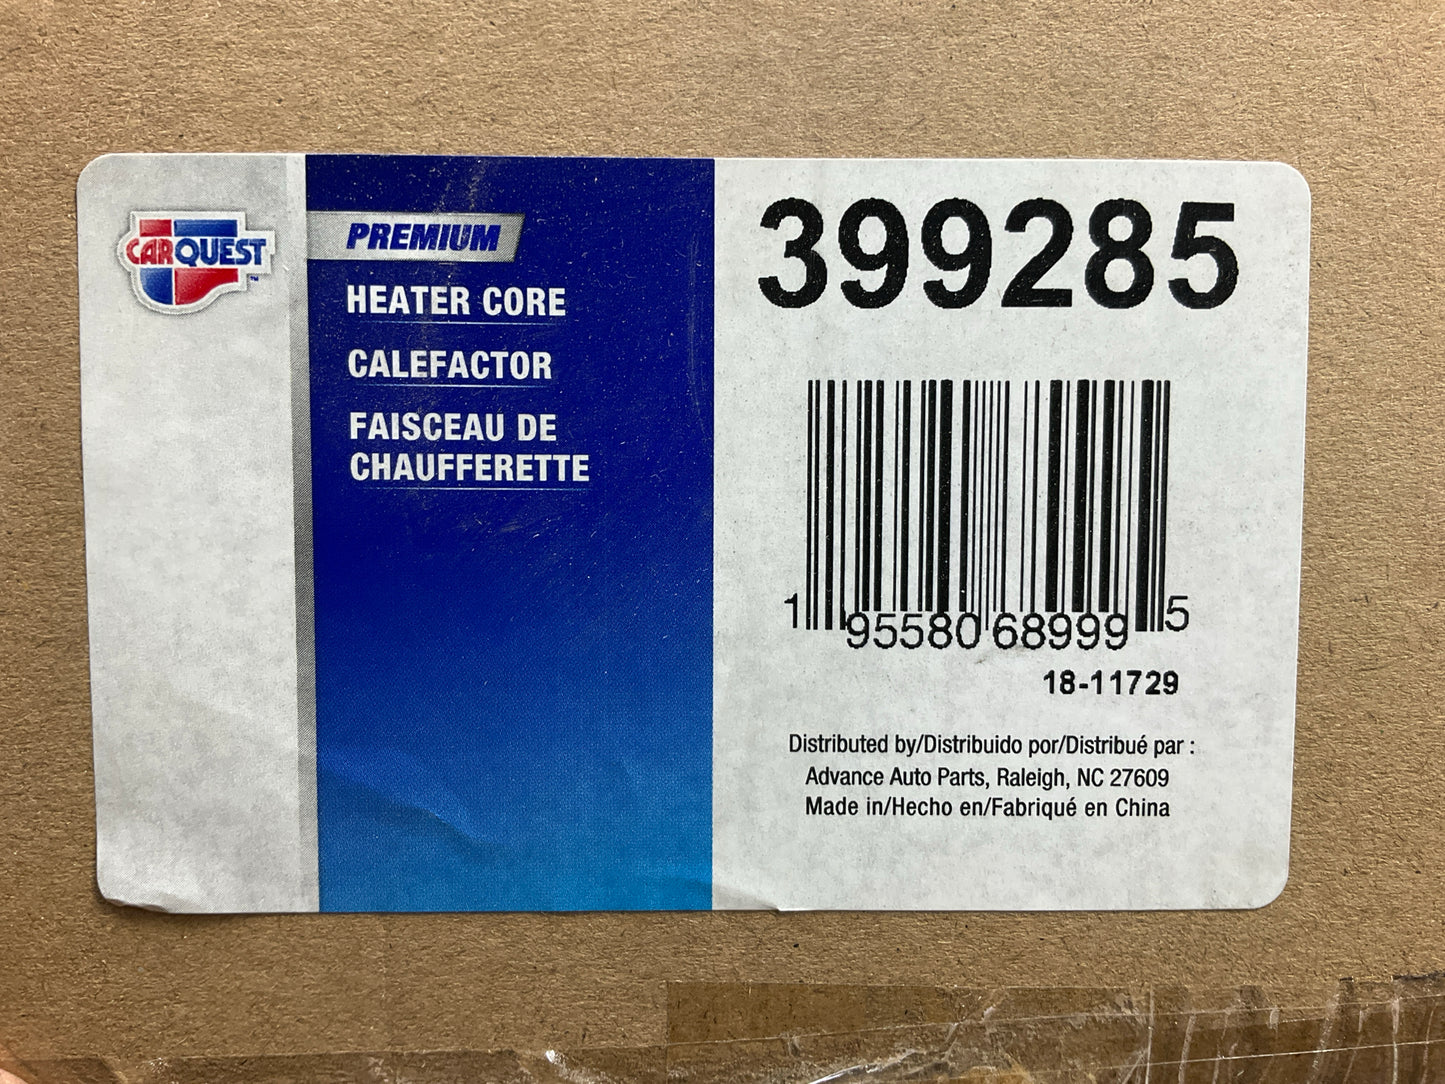 CARQUEST™
PREMIUM
HEATER CORE
CALEFACTOR
FAISCEAU DE
CHAUFFERETTE
399285
1 95580 68999 5
18-11729
Distributed by/Distribuido por/Distribué par :
Advance Auto Parts, Raleigh, NC 27609
Made in/Hecho en/Fabriqué en China